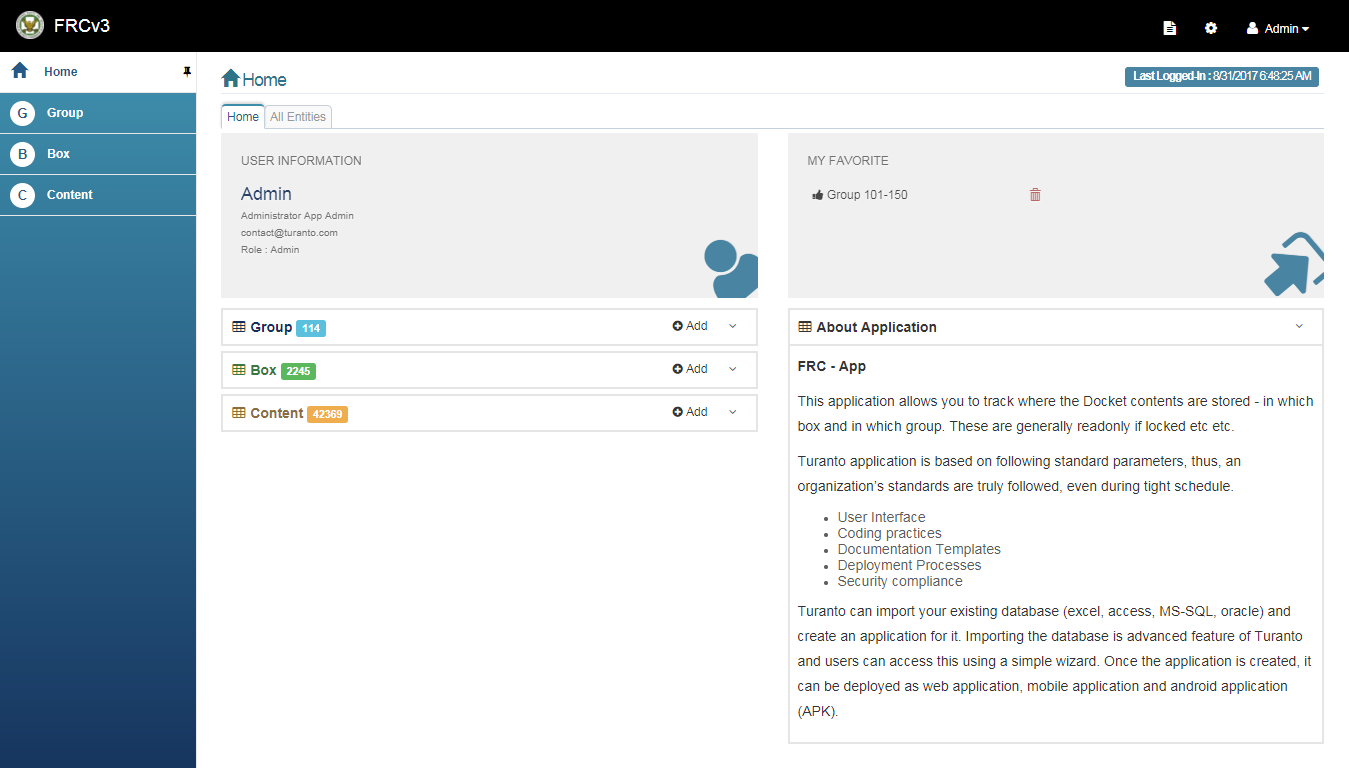 FRCv3
Admin
Home
G Group
B Box
C Content
Home
Last Logged-In : 8/31/2017 6:48:25 AM
Home All Entities
USER INFORMATION
Admin
Administrator App Admin
contact@turanto.com
Role : Admin
MY FAVORITE
Group 101-150
Group 114 Add
Box 2245 Add
Content 42369 Add
About Application
FRC - App
This application allows you to track where the Docket contents are stored - in which
box and in which group. These are generally readonly if locked etc etc.
Turanto application is based on following standard parameters, thus, an
organization's standards are truly followed, even during tight schedule.
• User Interface
• Coding practices
• Documentation Templates
• Deployment Processes
• Security compliance
Turanto can import your existing database (excel, access, MS-SQL, oracle) and
create an application for it. Importing the database is advanced feature of Turanto
and users can access this using a simple wizard. Once the application is created, it
can be deployed as web application, mobile application and android application
(APK).